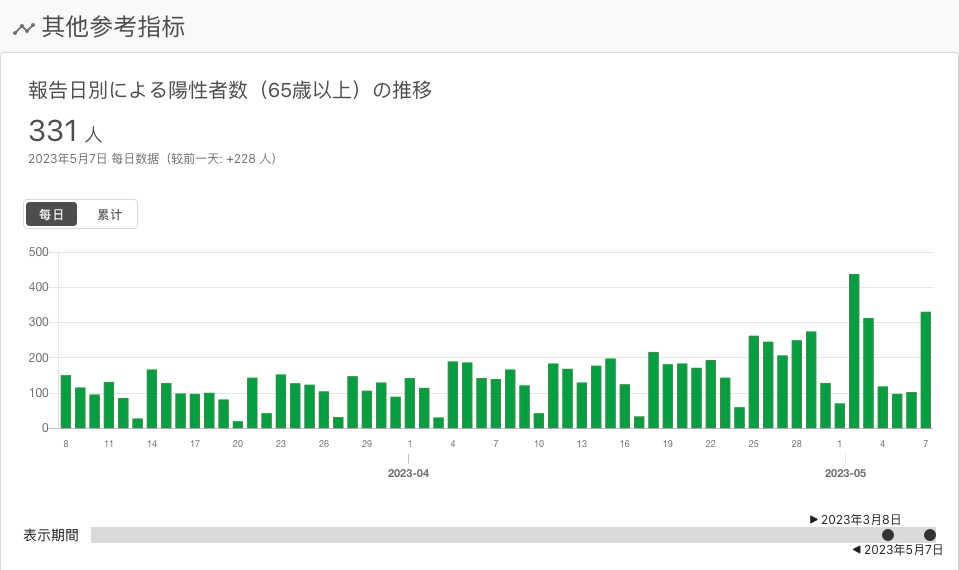 其他参考指标
報告日別による陽性者数（65歳以上）の推移
331 人
2023年5月7日 每日数据（较前一天: +228 人）
每日 累计
500
400
300
200
100
0
8 11 14 17 20 23 26 29 1 4 7 10 13 16 19 22 25 28 1 4 7
2023-04 2023-05
2023年3月8日
表示期間
2023年5月7日